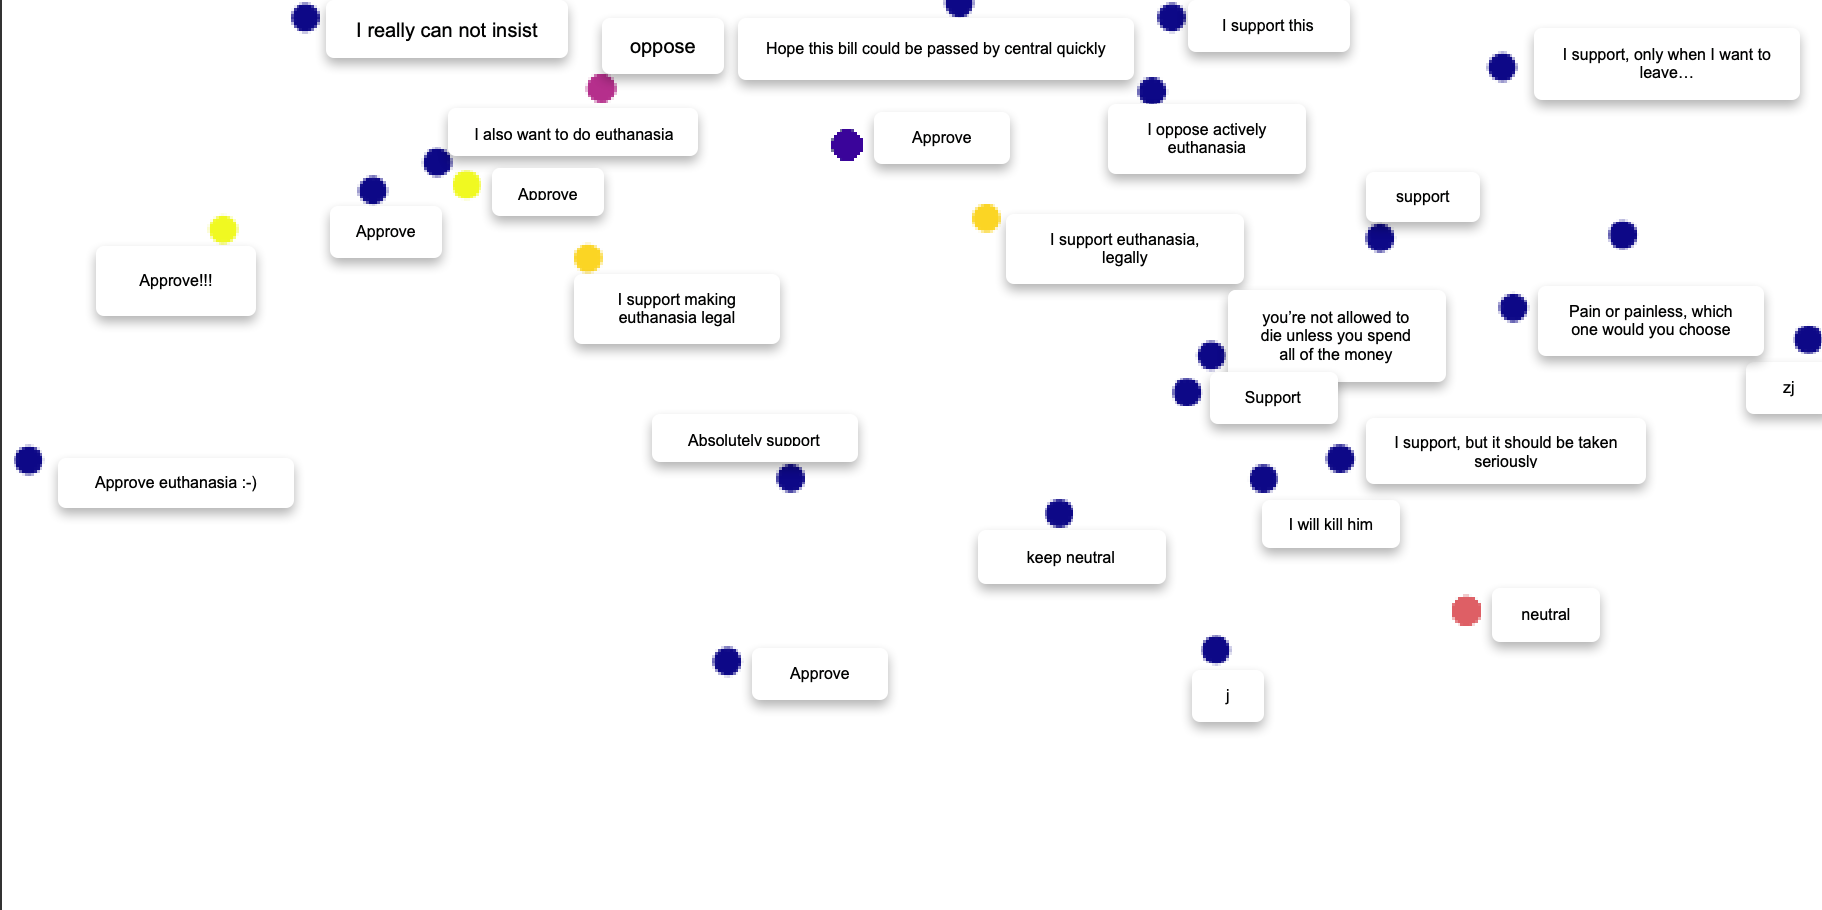 I really can not insist
oppose
Hope this bill could be passed by central quickly
I support this
I support, only when I want to
leave…
I also want to do euthanasia
Approve
I oppose actively
euthanasia
Approve
support
Approve
I support euthanasia,
legally
Approve!!!
I support making
euthanasia legal
you’re not allowed to
die unless you spend
all of the money
Pain or painless, which
one would you choose
zj
Support
Absolutely support
I support, but it should be taken
seriously
Approve euthanasia :-)
I will kill him
keep neutral
neutral
Approve
j